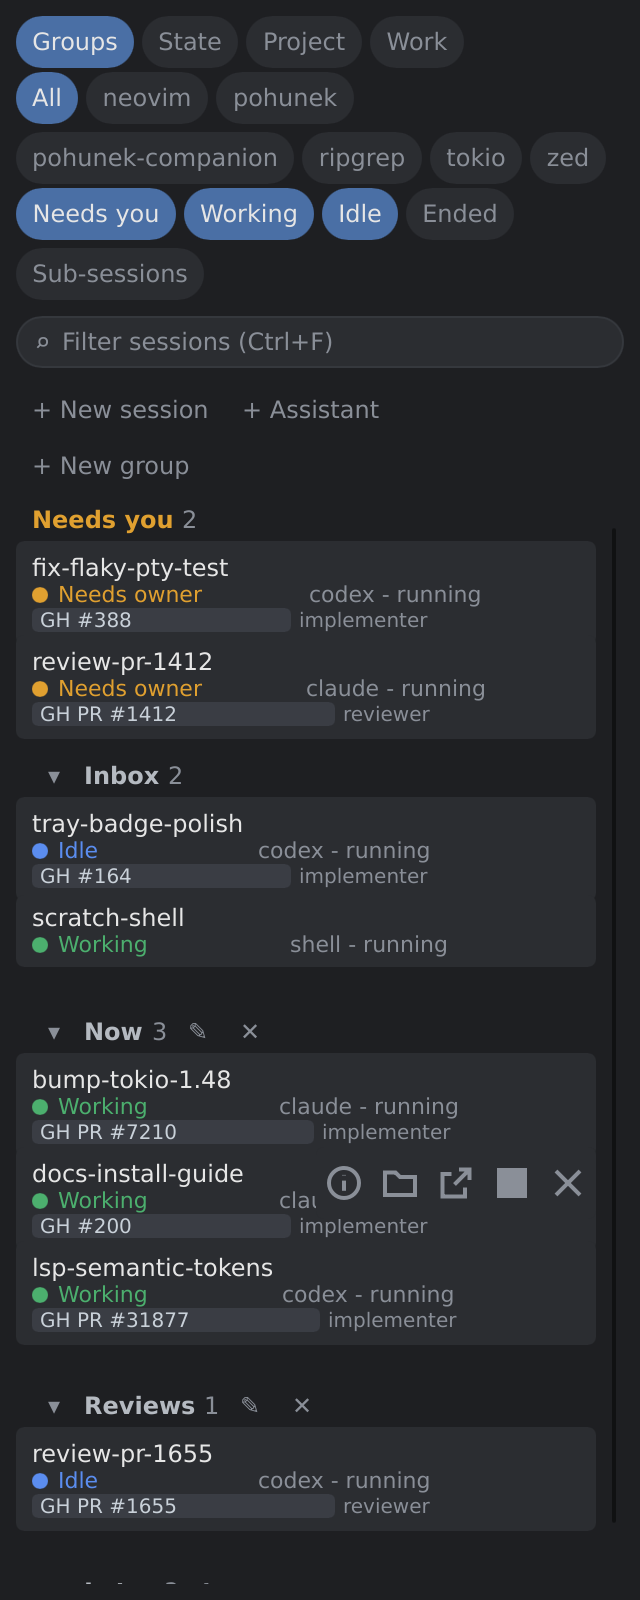 Groups State Project Work
All neovim pohunek
pohunek-companion ripgrep tokio zed
Needs you Working Idle Ended
Sub-sessions
Filter sessions (Ctrl+F)
+ New session + Assistant
+ New group
Needs you 2
fix-flaky-pty-test
Needs owner codex - running
GH #388 implementer
review-pr-1412
Needs owner claude - running
GH PR #1412 reviewer
▾ Inbox 2
tray-badge-polish
Idle codex - running
GH #164 implementer
scratch-shell
Working shell - running
▾ Now 3 ✎ ✕
bump-tokio-1.48
Working claude - running
GH PR #7210 implementer
docs-install-guide
Working
GH #200 implementer
lsp-semantic-tokens
Working codex - running
GH PR #31877 implementer
▾ Reviews 1 ✎ ✕
review-pr-1655
Idle codex - running
GH PR #1655 reviewer